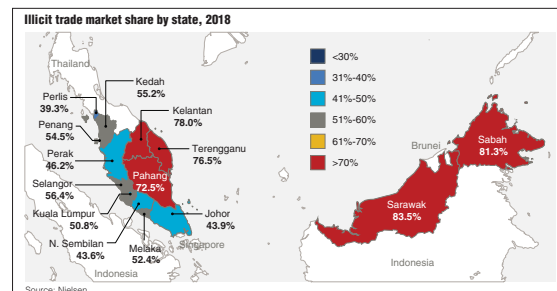 Illicit trade market share by state, 2018
Thailand
Kedah
55.2%
Perlis
39.3%
Kelantan
78.0%
Penang
54.5%
Terengganu
76.5%
Perak
46.2%
Pahang
72.5%
Selangor
56.4%
Kuala Lumpur
50.8%
Johor
43.9%
N. Sembilan
43.6%
Melaka
52.4%
Singapore
Indonesia
<30%
31%-40%
41%-50%
51%-60%
61%-70%
>70%
Brunei
Sabah
81.3%
Sarawak
83.5%
Indonesia
Source: Nielsen